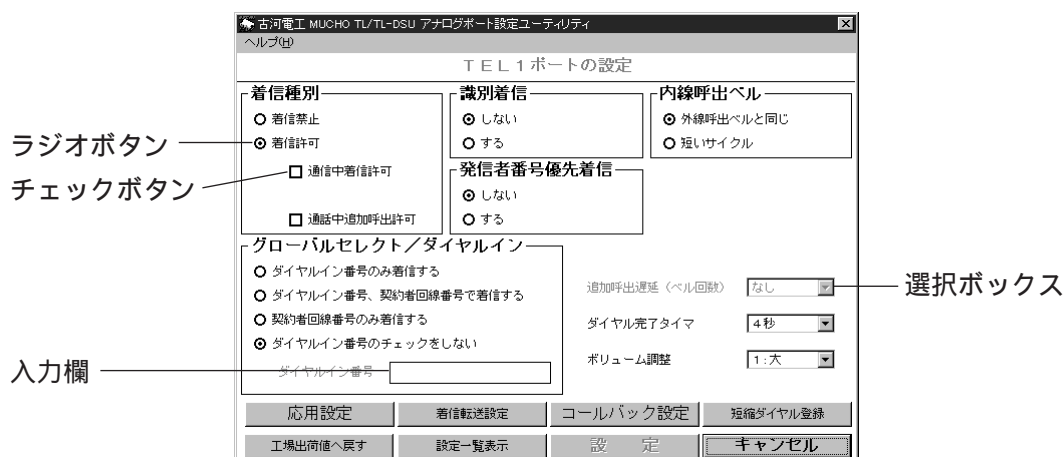 古河電工 MUCHO TL/TL-DSU アナログポート設定ユーティリティ
ヘルプ(H)
TEL1ポートの設定
着信種別
着信禁止
着信許可
通信中着信許可
通話中追加呼出許可
識別着信
しない
する
発信者番号優先着信
しない
する
内線呼出ベル
外線呼出ベルと同じ
短いサイクル
グローバルセレクト/ダイヤルイン
ダイヤルイン番号のみ着信する
ダイヤルイン番号、契約者回線番号で着信する
契約者回線番号のみ着信する
ダイヤルイン番号のチェックをしない
ダイヤルイン番号
追加呼出遅延(ベル回数) なし
ダイヤル完了タイマ 4秒
ボリューム調整 1:大
応用設定 着信転送設定 コールバック設定 短縮ダイヤル登録
工場出荷値へ戻す 設定一覧表示 設 定 キャンセル
ラジオボタン
チェックボタン
入力欄
選択ボックス